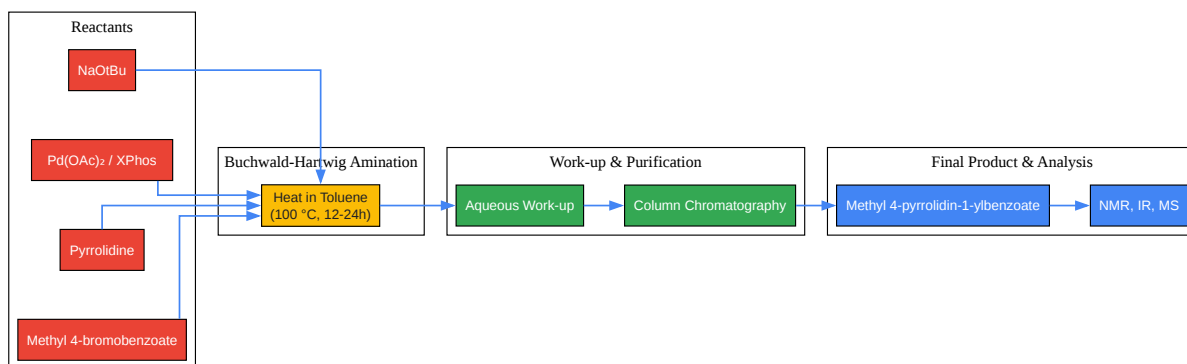 Reactants
NaOtBu
Pd(OAc)₂ / XPhos
Pyrrolidine
Methyl 4-bromobenzoate
Buchwald-Hartwig Amination
Heat in Toluene
(100 °C, 12-24h)
Work-up & Purification
Aqueous Work-up
Column Chromatography
Final Product & Analysis
Methyl 4-pyrrolidin-1-ylbenzoate
NMR, IR, MS